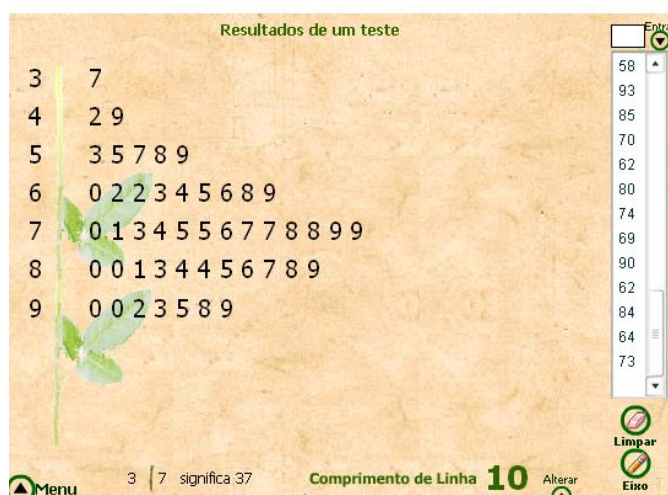 Resultados de um teste
3 7
4 2 9
5 3 5 7 8 9
6 0 2 2 3 4 5 6 8 9
7 0 1 3 4 5 5 6 7 7 8 8 9 9
8 0 0 1 3 4 4 5 6 7 8 9
9 0 0 2 3 5 8 9
3 7 significa 37
Comprimento de Linha 10 Alterar
Menu
Entra
58
93
85
70
62
80
74
69
90
62
84
64
73
Limpar
Eixo